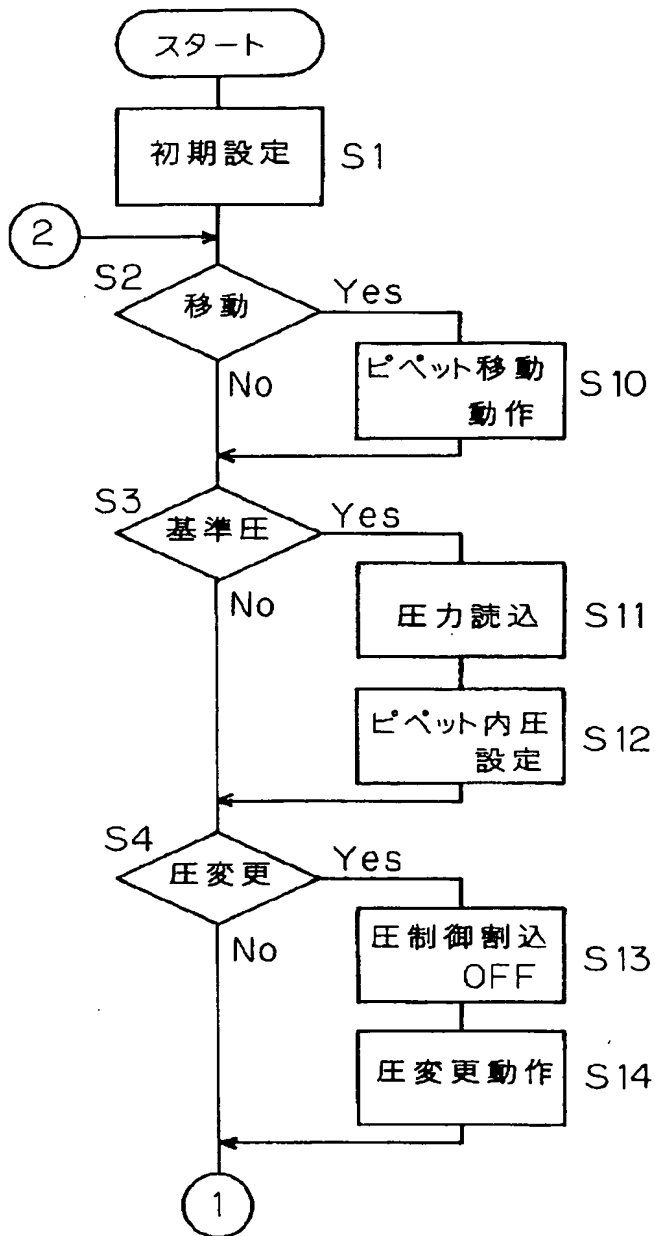 スタート
初期設定 S1
2
S2
移動
Yes
No
ピペット移動
動作
S10
S3
基準圧
Yes
No
圧力読込 S11
ピペット内圧
設定
S12
S4
圧変更
Yes
No
圧制御割込
OFF
S13
圧変更動作 S14
1